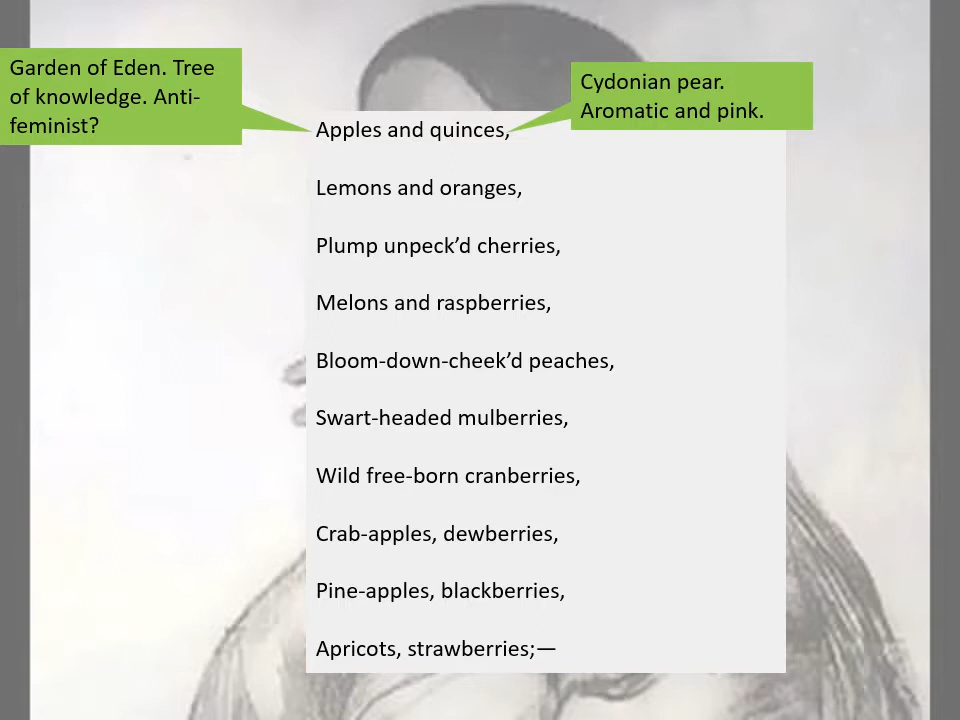 Garden of Eden. Tree
of knowledge. Anti-
feminist?
Cydonian pear.
Aromatic and pink.
Apples and quinces,
Lemons and oranges,
Plump unpeck’d cherries,
Melons and raspberries,
Bloom-down-cheek’d peaches,
Swart-headed mulberries,
Wild free-born cranberries,
Crab-apples, dewberries,
Pine-apples, blackberries,
Apricots, strawberries;—